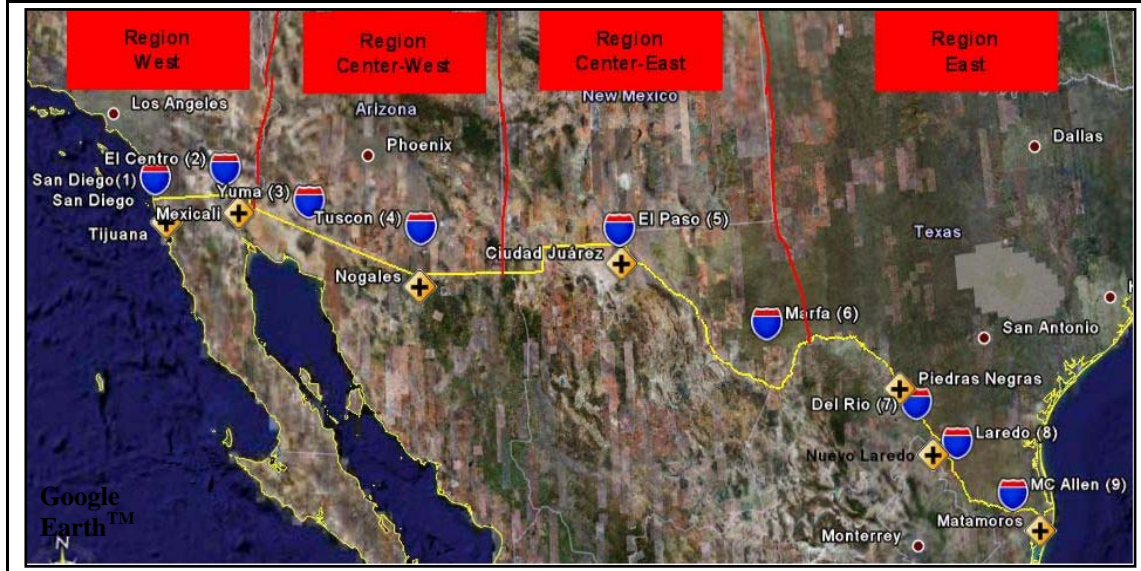 Region
West
Region
Center-West
Region
Center-East
Region
East
Los Angeles
Arizona
New Mexico
Dallas
Phoenix
El Centro (2)
San Diego(1)
Yuma (3)
San Diego
Mexicali
Tuscon (4)
El Paso (5)
Texas
Tijuana
Ciudad Juárez
Nogales
Marfa (6)
San Antonio
Piedras Negras
Del Rio (7)
Laredo (8)
Nuevo Laredo
MC Allen (9)
Google
Earth™
Matamoros
Monterrey
N